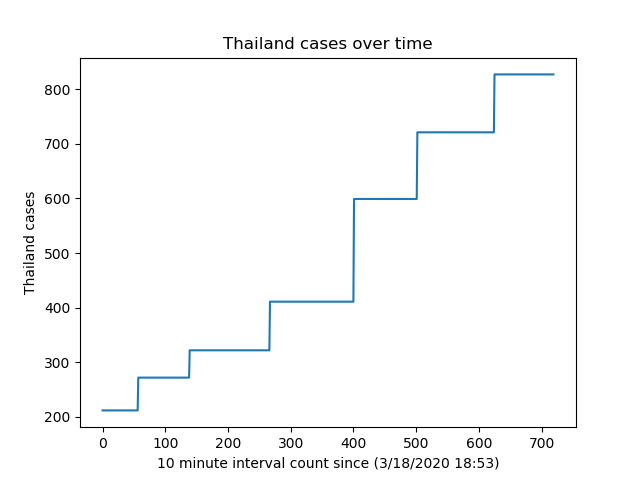 Thailand cases over time
800
700
600
500
400
300
200
Thailand cases
0 100 200 300 400 500 600 700
10 minute interval count since (3/18/2020 18:53)